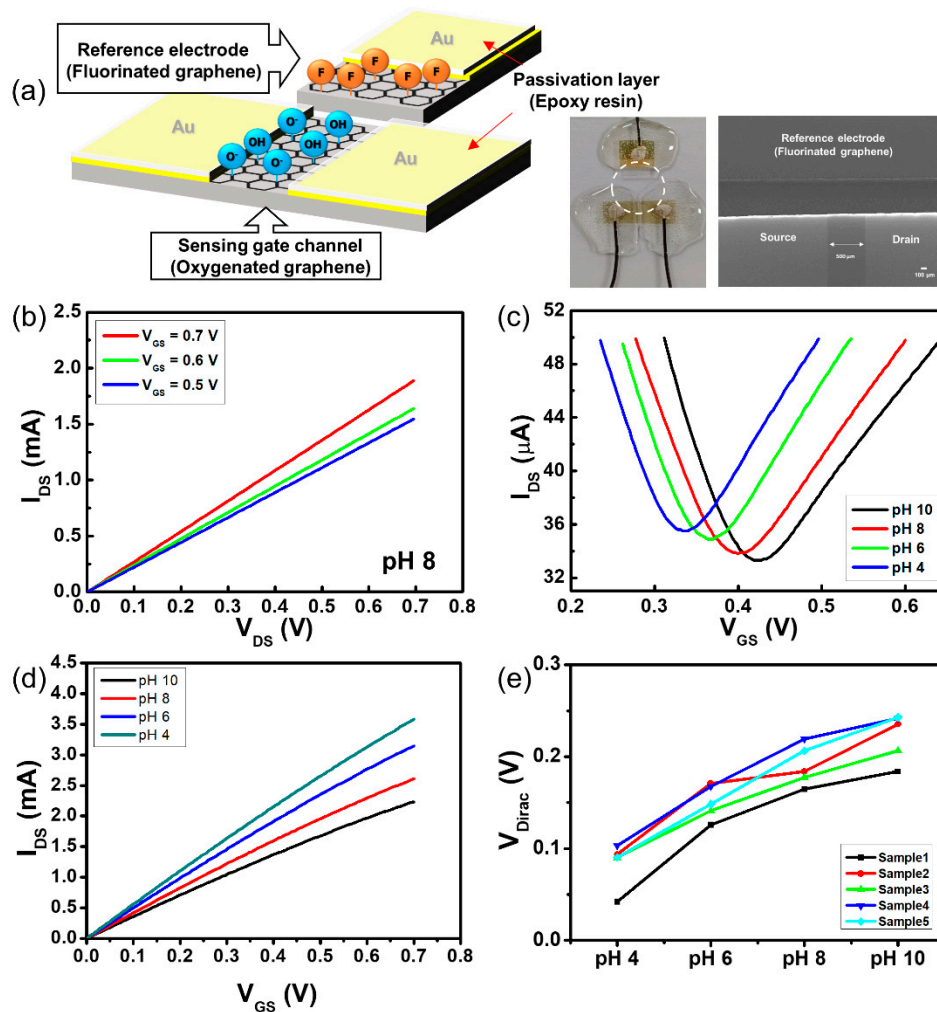 (a)
Reference electrode
(Fluorinated graphene)
Au
F F F F F
Passivation layer
(Epoxy resin)
Au
O⁻ OH
OH OH
O⁻ O⁻
Au
Sensing gate channel
(Oxygenated graphene)
Reference electrode
(Fluorinated graphene)
Source
Drain
500 µm
100 µm
(b)
V_GS = 0.7 V
V_GS = 0.6 V
V_GS = 0.5 V
pH 8
I_DS (mA)
2.5
2.0
1.5
1.0
0.5
0.0
0.0 0.1 0.2 0.3 0.4 0.5 0.6 0.7 0.8
V_DS (V)
(c)
I_DS (µA)
52
48
44
40
36
32
pH 10
pH 8
pH 6
pH 4
0.2 0.3 0.4 0.5 0.6
V_GS (V)
(d)
I_DS (mA)
4.5
4.0
3.5
3.0
2.5
2.0
1.5
1.0
0.5
0.0
pH 10
pH 8
pH 6
pH 4
0.0 0.1 0.2 0.3 0.4 0.5 0.6 0.7 0.8
V_GS (V)
(e)
V_Dirac (V)
0.3
0.2
0.1
0.0
Sample1
Sample2
Sample3
Sample4
Sample5
pH 4 pH 6 pH 8 pH 10